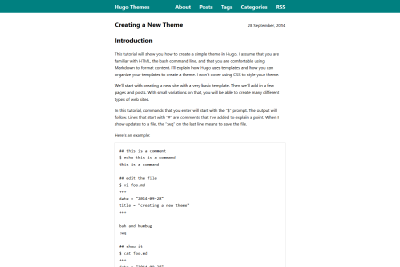 Hugo Themes About Posts Tags Categories RSS
Creating a New Theme 28 September, 2014
Introduction
This tutorial will show you how to create a simple theme in Hugo. I assume that you are
familiar with HTML, the bash command line, and that you are comfortable using
Markdown to format content. I'll explain how Hugo uses templates and how you can
organize your templates to create a theme. I won't cover using CSS to style your theme.
We'll start with creating a new site with a very basic template. Then we'll add in a few
pages and posts. With small variations on that, you will be able to create many different
types of web sites.
In this tutorial, commands that you enter will start with the "$" prompt. The output will
follow. Lines that start with "#" are comments that I've added to explain a point. When I
show updates to a file, the ":wq" on the last line means to save the file.
Here's an example:
## this is a comment
$ echo this is a command
this is a command
## edit the file
$ vi foo.md
+++
date = "2014-09-28"
title = "creating a new theme"
+++
bah and humbug
:wq
## show it
$ cat foo.md
+++
date = "2014-09-28"